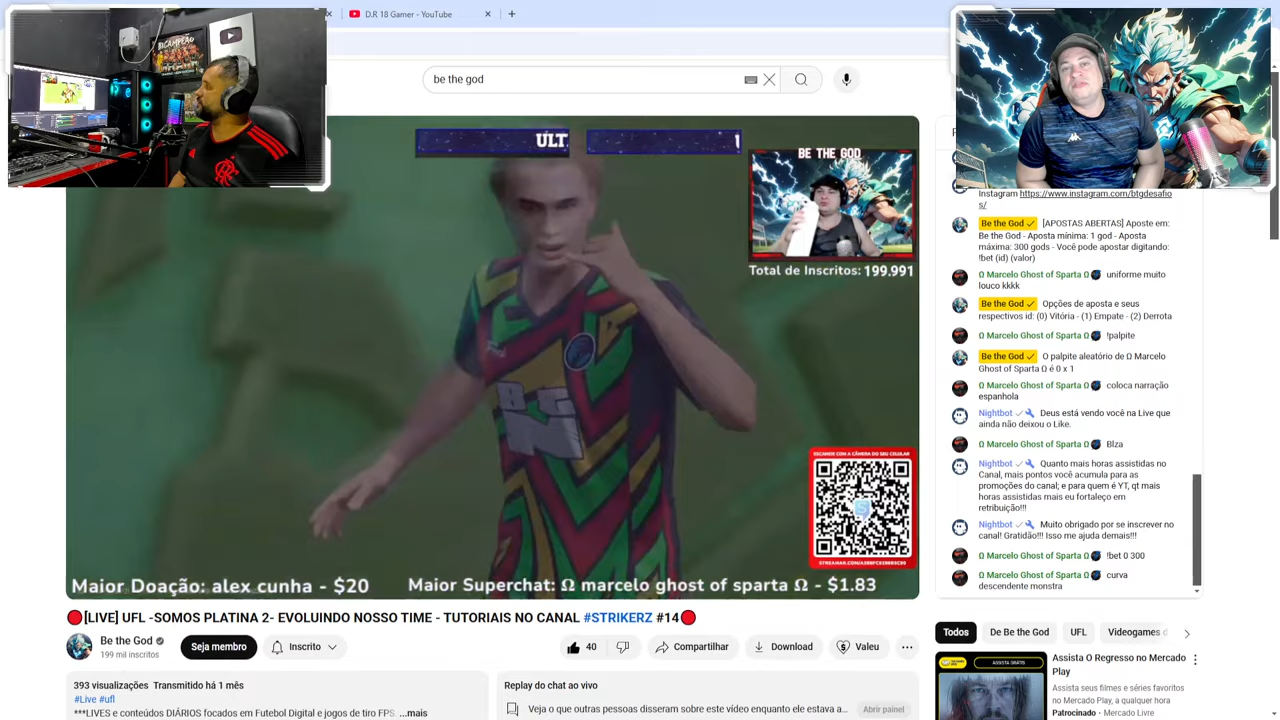 D.R 18 Gamer - YouTube
be the god
BICAMPEÃO
ULT
BE THE GOD
Total de Inscritos: 199.991
ESCANEIE COM A CÂMERA DO SEU CELULAR
Maior Doação: alex cunha - $20
Maior Superchat: Ω marcelo ghost of sparta Ω - $1.83
🔴[LIVE] UFL -SOMOS PLATINA 2- EVOLUINDO NOSSO TIME - TUTORIAIS NO CANAL #STRIKERZ #14🔴
Be the God
199 mil inscritos
Seja membro
Inscrito
40
Compartilhar
Download
Valeu
393 visualizações Transmitido há 1 mês
#Live #ufl
***LIVES e conteúdos DIÁRIOS focados em Futebol Digital e jogos de tiro FPS. ...mais
Replay do chat ao vivo
Veja o que outras pessoas disseram sobre este vídeo enquanto ele estava a...
Abrir painel
Instagram https://www.instagram.com/btgdesafio
s/
Be the God [APOSTAS ABERTAS] Aposte em:
Be the God - Aposta mínima: 1 god - Aposta
máxima: 300 gods - Você pode apostar digitando:
!bet (id) (valor)
Ω Marcelo Ghost of Sparta Ω uniforme muito
louco kkkk
Be the God Opções de aposta e seus
respectivos id: (0) Vitória - (1) Empate - (2) Derrota
Ω Marcelo Ghost of Sparta Ω !palpite
Be the God O palpite aleatório de Ω Marcelo
Ghost of Sparta Ω é 0 x 1
Ω Marcelo Ghost of Sparta Ω coloca narração
espanhola
Nightbot Deus está vendo você na Live que
ainda não deixou o Like.
Ω Marcelo Ghost of Sparta Ω Blza
Nightbot Quanto mais horas assistidas no
Canal, mais pontos você acumula para as
promoções do canal; e para quem é YT, qt mais
horas assistidas mais eu fortaleço em
retribuição!!!
Nightbot Muito obrigado por se inscrever no
canal! Gratidão!!! Isso me ajuda demais!!!
Ω Marcelo Ghost of Sparta Ω !bet 0 300
Ω Marcelo Ghost of Sparta Ω curva
descendente monstra
Todos
De Be the God
UFL
Videogames d
ASSISTA GRÁTIS
Assista O Regresso no Mercado
Play
Assista seus filmes e séries favoritos
no Mercado Play, a qualquer hora
Patrocinado · Mercado Livre